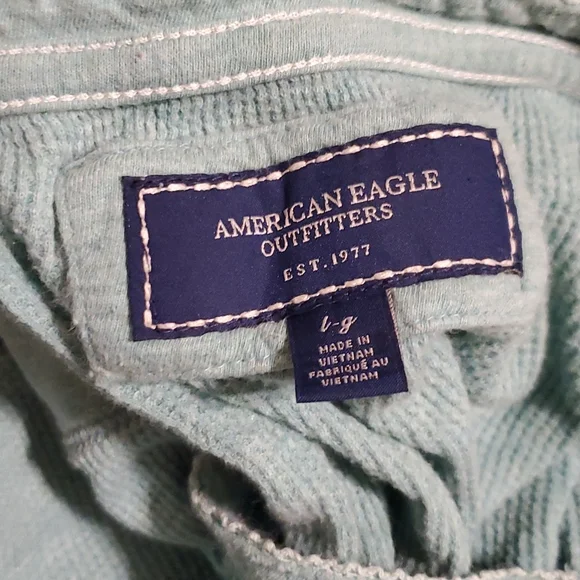 AMERICAN EAGLE
OUTFITTERS
EST. 1977
l-g
MADE IN
VIETNAM
FABRIQUÉ AU
VIETNAM